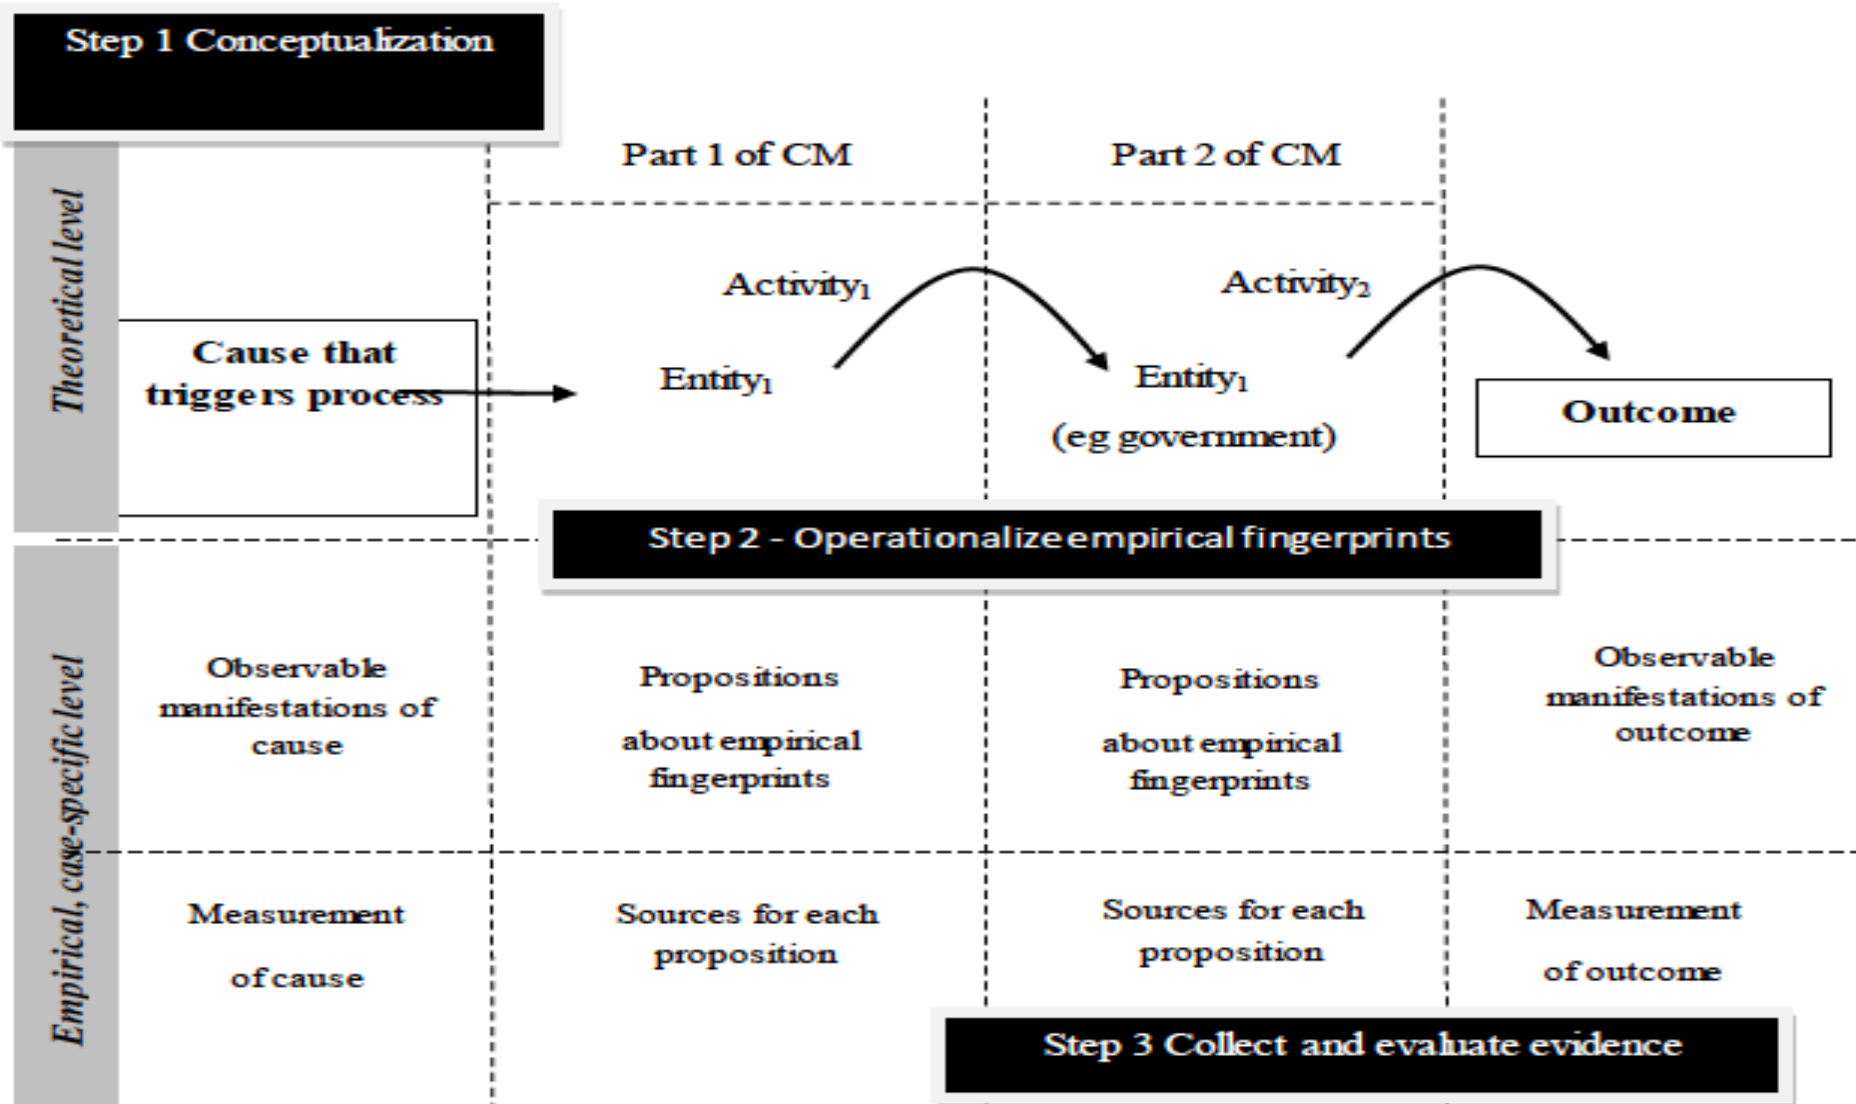 Step 1 Conceptualization
Part 1 of CM
Part 2 of CM
Theoretical level
Activity₁
Activity₂
Cause that
triggers process
Entity₁
Entity₁
(eg government)
Outcome
Step 2 - Operationalize empirical fingerprints
Empirical, case-specific level
Observable
manifestations of
cause
Propositions
about empirical
fingerprints
Propositions
about empirical
fingerprints
Observable
manifestations of
outcome
Measurement
of cause
Sources for each
proposition
Sources for each
proposition
Measurement
of outcome
Step 3 Collect and evaluate evidence